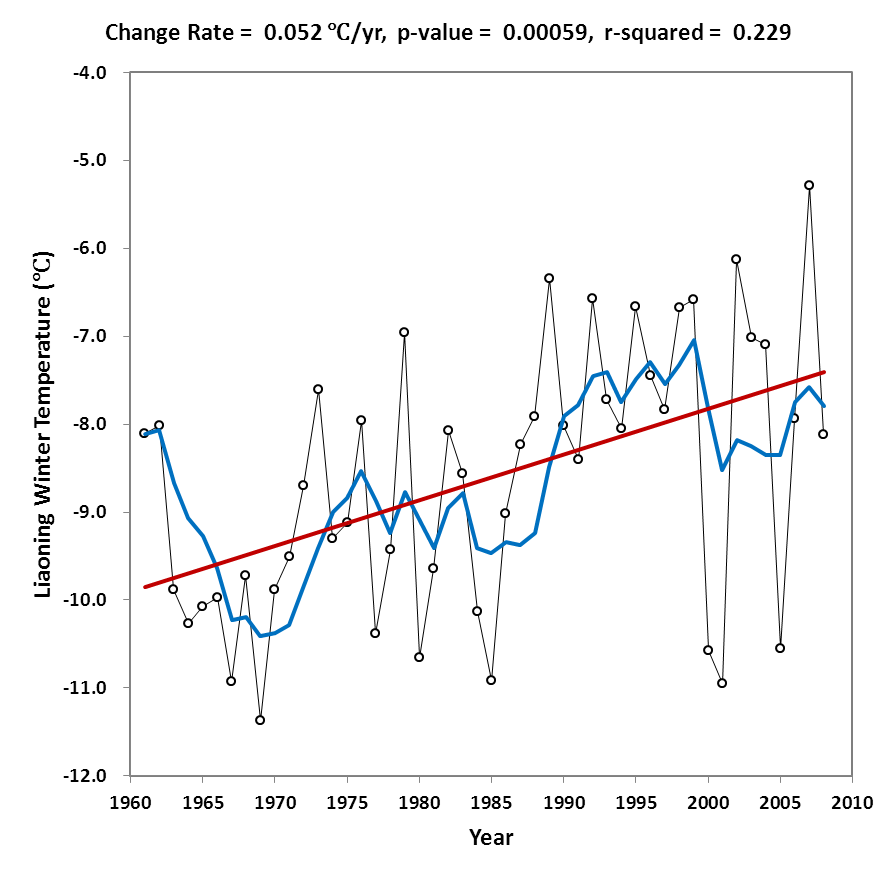 Change Rate = 0.052 ℃/yr, p-value = 0.00059, r-squared = 0.229
-4.0
-5.0
-6.0
-7.0
-8.0
-9.0
-10.0
-11.0
-12.0
Liaoning Winter Temperature (℃)
1960 1965 1970 1975 1980 1985 1990 1995 2000 2005 2010
Year